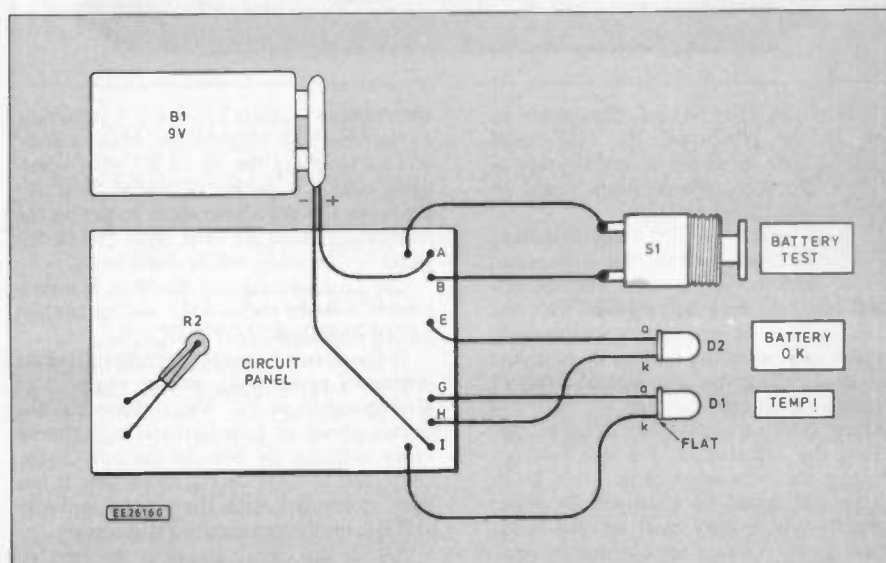 B1
9V
- +
A
B
E
G
H
I
R2
CIRCUIT
PANEL
S1
BATTERY
TEST
a
k
D2
BATTERY
OK
a
k
D1
TEMP!
FLAT
EE2616G